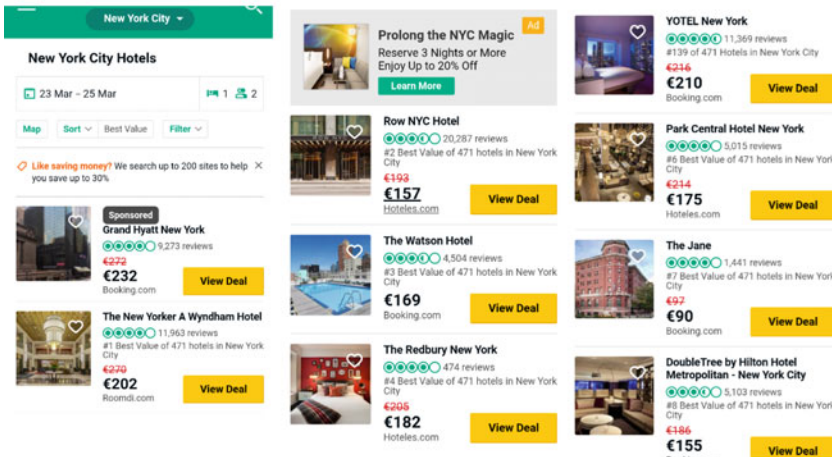 New York City
New York City Hotels
23 Mar – 25 Mar
1
2
Map
Sort
Best Value
Filter
Like saving money? We search up to 200 sites to help
you save up to 30%
Sponsored
Grand Hyatt New York
9,273 reviews
€272
€232
Booking.com
View Deal
The New Yorker A Wyndham Hotel
11,963 reviews
#1 Best Value of 471 hotels in New York
City
€270
€202
Roomdi.com
View Deal
Ad
Prolong the NYC Magic
Reserve 3 Nights or More
Enjoy Up to 20% Off
Learn More
Row NYC Hotel
20,287 reviews
#2 Best Value of 471 hotels in New York
City
€193
€157
Hoteles.com
View Deal
The Watson Hotel
4,504 reviews
#3 Best Value of 471 hotels in New York
City
€169
Booking.com
View Deal
The Redbury New York
474 reviews
#4 Best Value of 471 hotels in New York
City
€205
€182
Hoteles.com
View Deal
YOTEL New York
11,369 reviews
#139 of 471 Hotels in New York City
€216
€210
Booking.com
View Deal
Park Central Hotel New York
5,015 reviews
#6 Best Value of 471 hotels in New York
City
€214
€175
Hoteles.com
View Deal
The Jane
1,441 reviews
#7 Best Value of 471 hotels in New York
City
€97
€90
Booking.com
View Deal
DoubleTree by Hilton Hotel
Metropolitan - New York City
5,103 reviews
#8 Best Value of 471 hotels in New York
City
€186
€155
View Deal